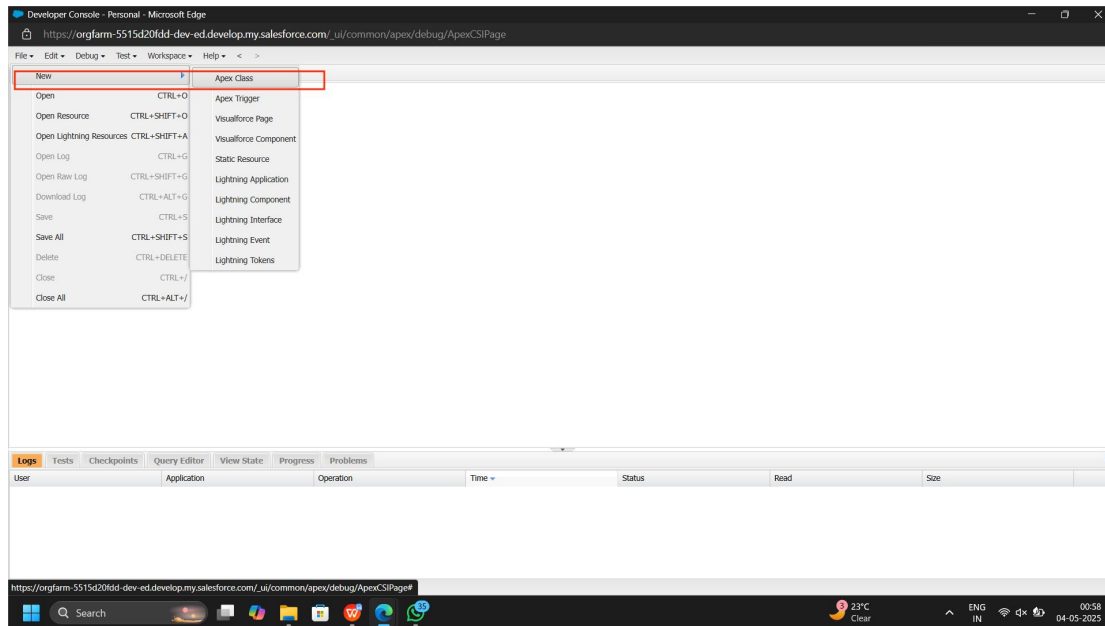 Developer Console - Personal - Microsoft Edge
https://orgfarm-5515d20fdd-dev-ed.develop.my.salesforce.com/_ui/common/apex/debug/ApexCSIPage
File Edit Debug Test Workspace Help < >
New Apex Class
Open CTRL+O Apex Trigger
Open Resource CTRL+SHIFT+O Visualforce Page
Open Lightning Resources CTRL+SHIFT+A Visualforce Component
Open Log CTRL+G Static Resource
Open Raw Log CTRL+SHIFT+G Lightning Application
Download Log CTRL+ALT+G Lightning Component
Save CTRL+S Lightning Interface
Save All CTRL+SHIFT+S Lightning Event
Delete CTRL+DELETE Lightning Tokens
Close CTRL+/
Close All CTRL+ALT+/
Logs Tests Checkpoints Query Editor View State Progress Problems
User Application Operation Time Status Read Size
https://orgfarm-5515d20fdd-dev-ed.develop.my.salesforce.com/_ui/common/apex/debug/ApexCSIPage#
Search 35 3 23°C ENG 00:58
Clear IN 04-05-2025